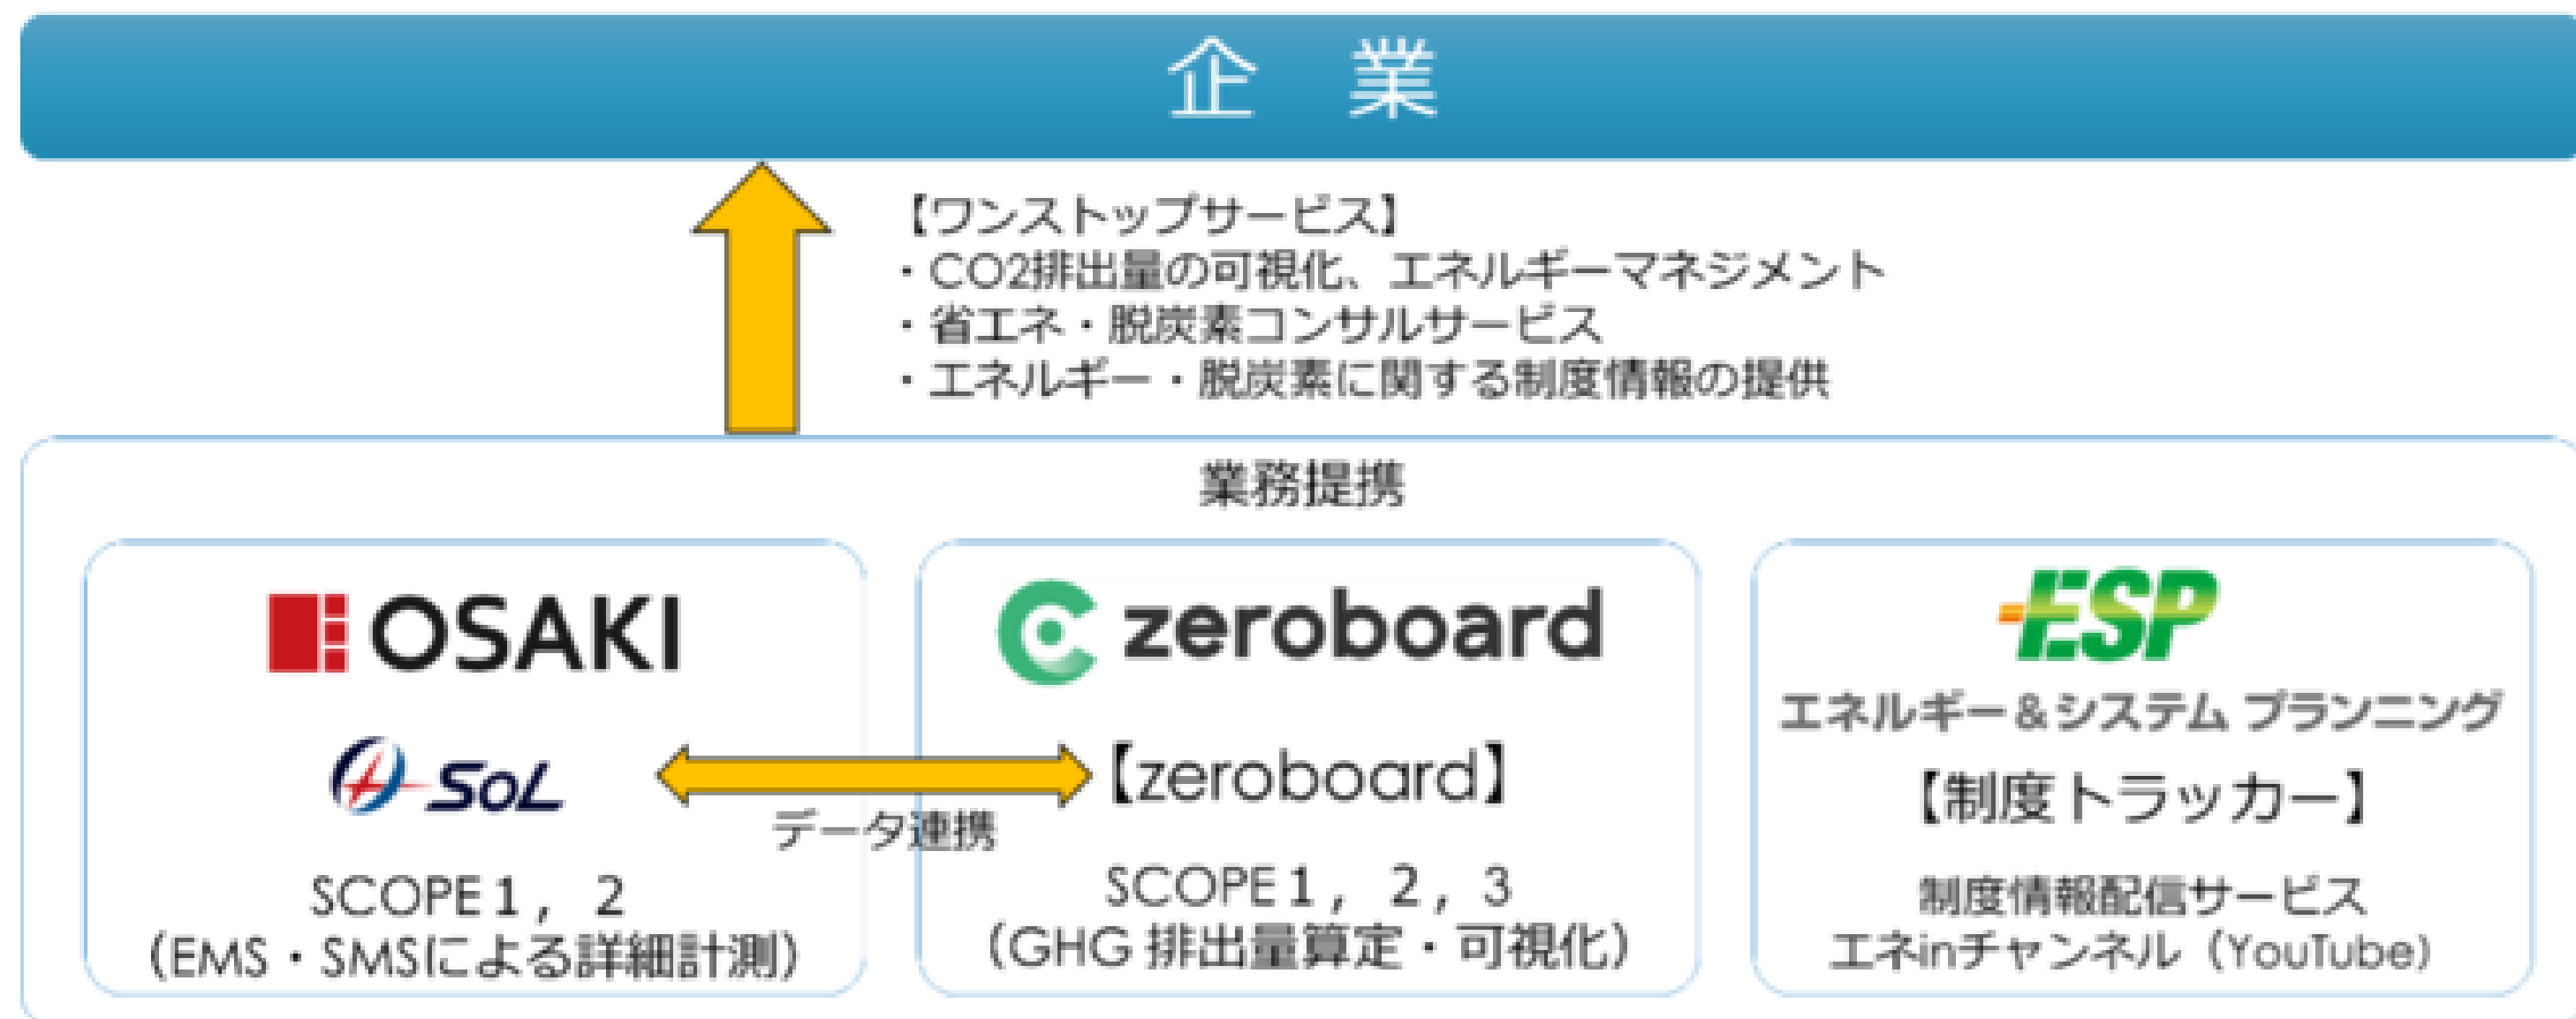 企　業
【ワンストップサービス】
・CO2排出量の可視化、エネルギーマネジメント
・省エネ・脱炭素コンサルサービス
・エネルギー・脱炭素に関する制度情報の提供
業務提携
OSAKI
SOL
データ連携
SCOPE１，２
（EMS・SMSによる詳細計測）
zeroboard
【zeroboard】
SCOPE１，２，３
（GHG 排出量算定・可視化）
ESP
エネルギー＆システム プランニング
【制度トラッカー】
制度情報配信サービス
エネinチャンネル（YouTube）